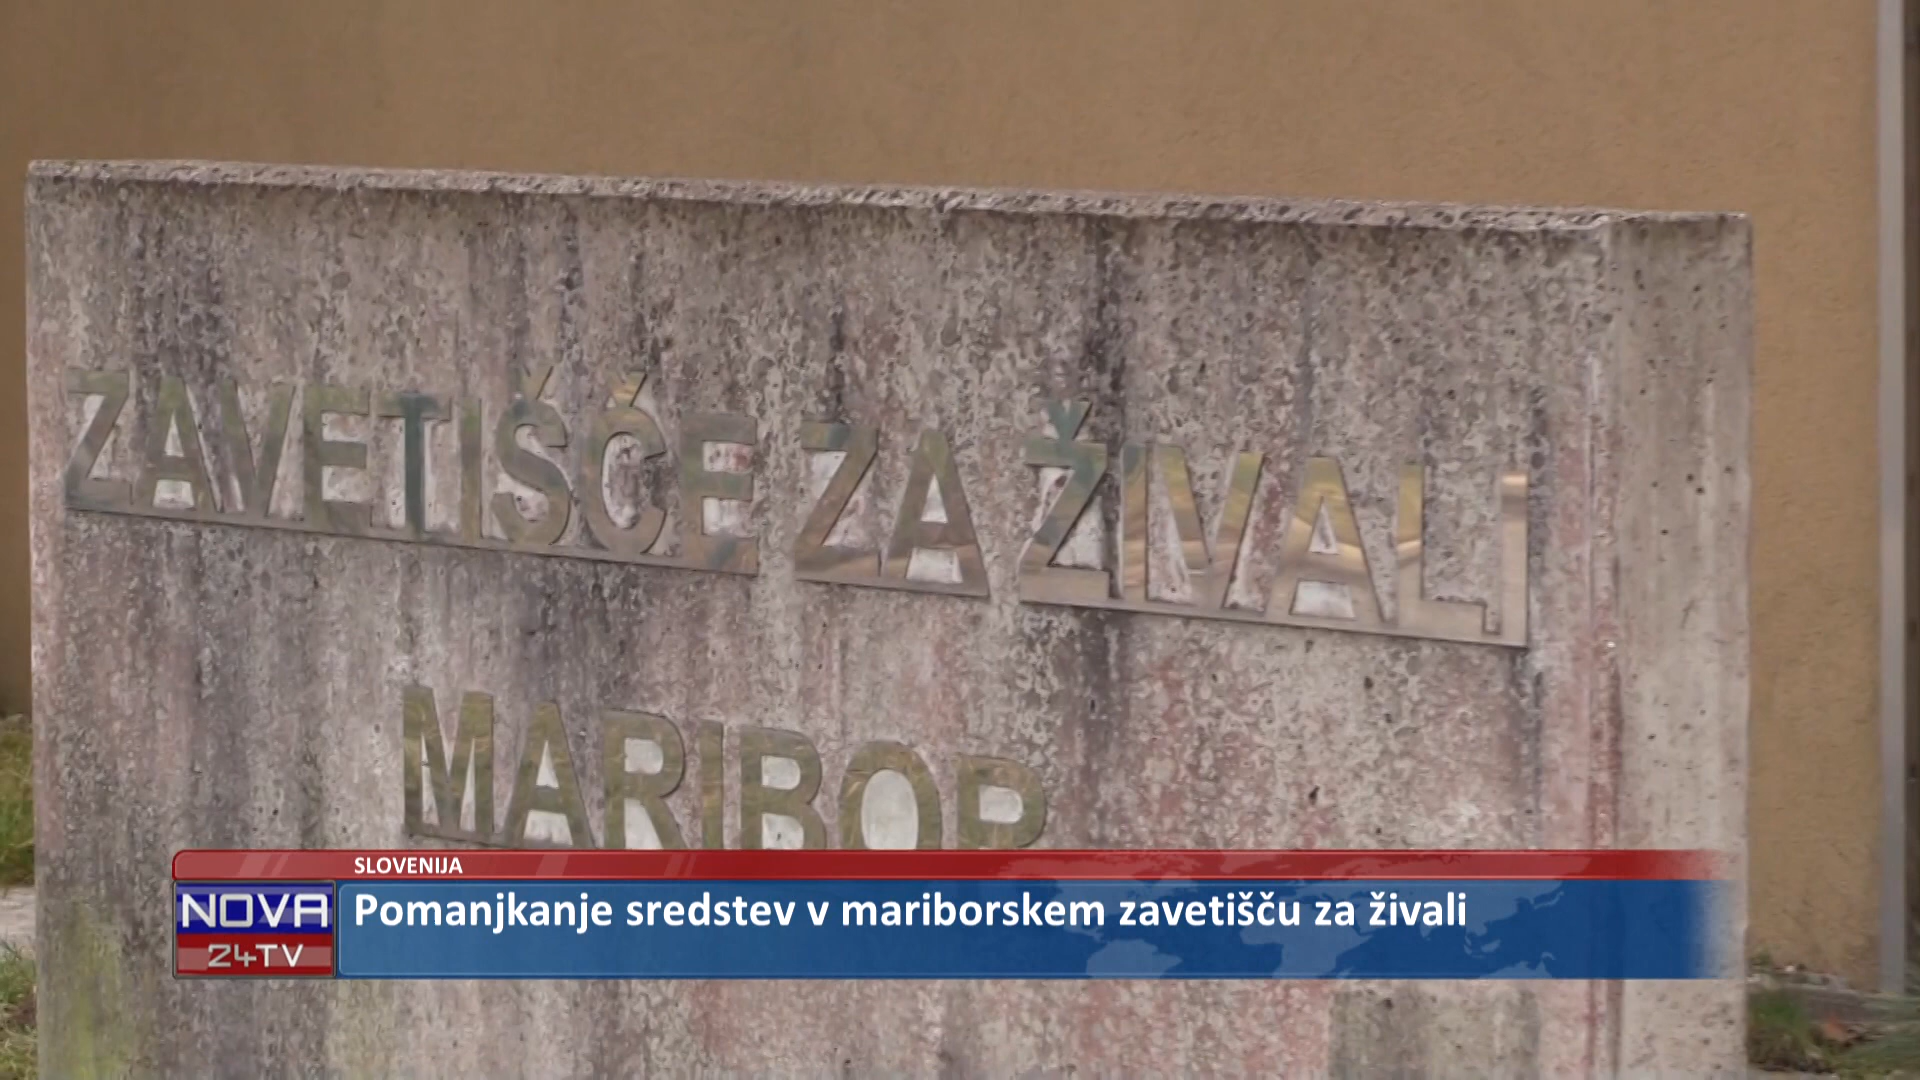 ZAVETIŠČE ZA ŽIVALI
MARIBOR
SLOVENIJA
NOVA
24TV
Pomanjkanje sredstev v mariborskem zavetišču za živali